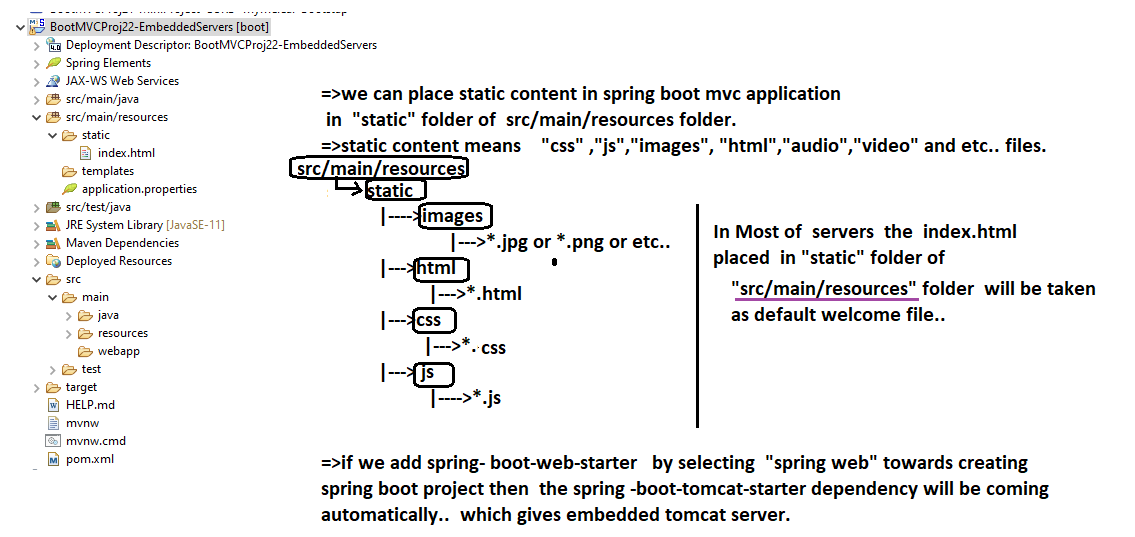 BootMVCProj22-EmbeddedServers [boot]
Deployment Descriptor: BootMVCProj22-EmbeddedServers
Spring Elements
JAX-WS Web Services
src/main/java
src/main/resources
static
index.html
templates
application.properties
src/test/java
JRE System Library [JavaSE-11]
Maven Dependencies
Deployed Resources
src
main
java
resources
webapp
test
target
HELP.md
mvnw
mvnw.cmd
pom.xml
=>we can place static content in spring boot mvc application
in "static" folder of src/main/resources folder.
=>static content means "css" ,"js","images", "html","audio","video" and etc.. files.
src/main/resources
static
|---->images
|--->*.jpg or *.png or etc..
|--->html
|--->*.html
|--->css
|--->*. css
|---> js
|---->*.js
In Most of servers the index.html
placed in "static" folder of
"src/main/resources" folder will be taken
as default welcome file..
=>if we add spring- boot-web-starter by selecting "spring web" towards creating
spring boot project then the spring -boot-tomcat-starter dependency will be coming
automatically.. which gives embedded tomcat server.